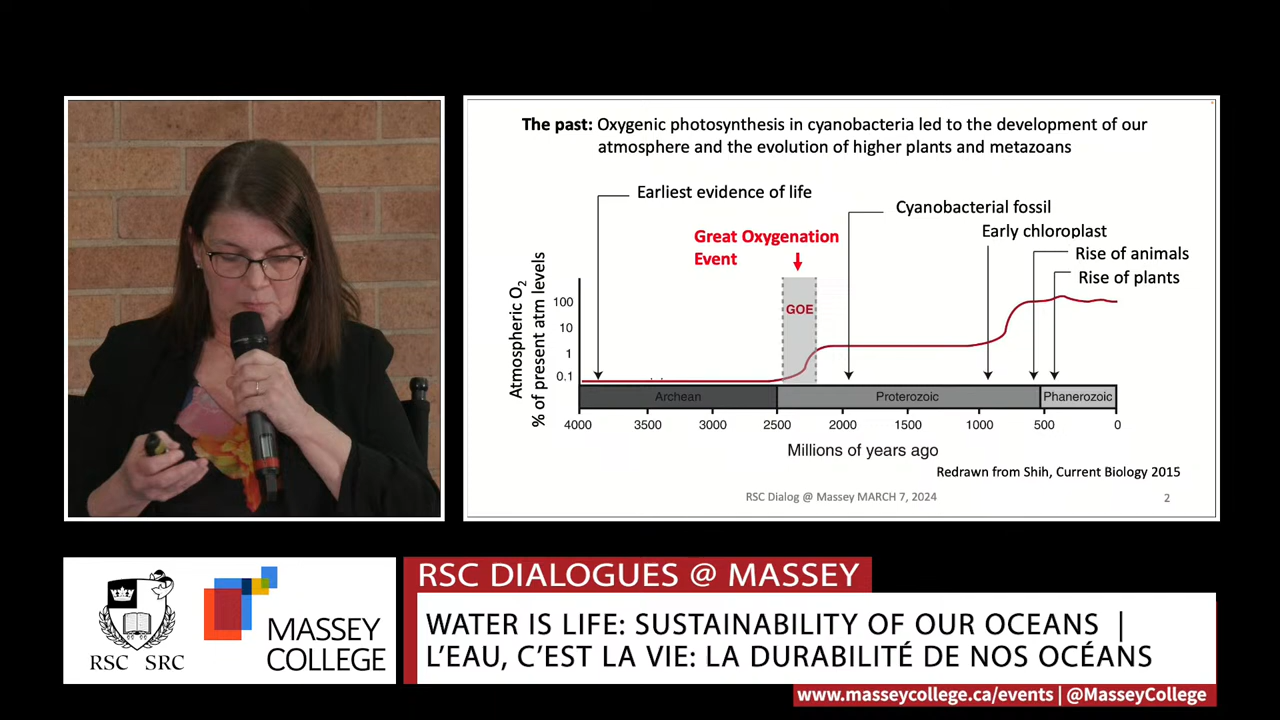 The past: Oxygenic photosynthesis in cyanobacteria led to the development of our
atmosphere and the evolution of higher plants and metazoans
Earliest evidence of life
Cyanobacterial fossil
Great Oxygenation
Event
Early chloroplast
Rise of animals
Rise of plants
Atmospheric O₂
% of present atm levels
100
10
1
0.1
GOE
Archean
Proterozoic
Phanerozoic
4000 3500 3000 2500 2000 1500 1000 500 0
Millions of years ago
Redrawn from Shih, Current Biology 2015
RSC Dialog @ Massey MARCH 7, 2024
2
RSC SRC
MASSEY
COLLEGE
RSC DIALOGUES @ MASSEY
WATER IS LIFE: SUSTAINABILITY OF OUR OCEANS |
L'EAU, C'EST LA VIE: LA DURABILITÉ DE NOS OCÉANS
www.masseycollege.ca/events | @MasseyCollege